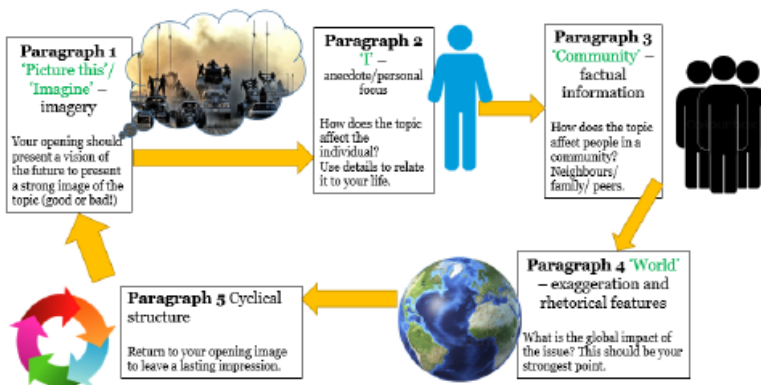 Paragraph 1
'Picture this'/
'Imagine' –
imagery
Your opening should
present a vision of
the future to present
a strong image of the
topic (good or bad!)
Paragraph 2
'I' –
anecdote/personal
focus
How does the topic
affect the
individual?
Use details to relate
it to your life.
Paragraph 3
'Community' –
factual
information
How does the topic
affect people in a
community?
Neighbours/
family/ peers.
Paragraph 4 'World'
– exaggeration and
rhetorical features
What is the global impact of
the issue? This should be your
strongest point.
Paragraph 5 Cyclical
structure
Return to your opening image
to leave a lasting impression.